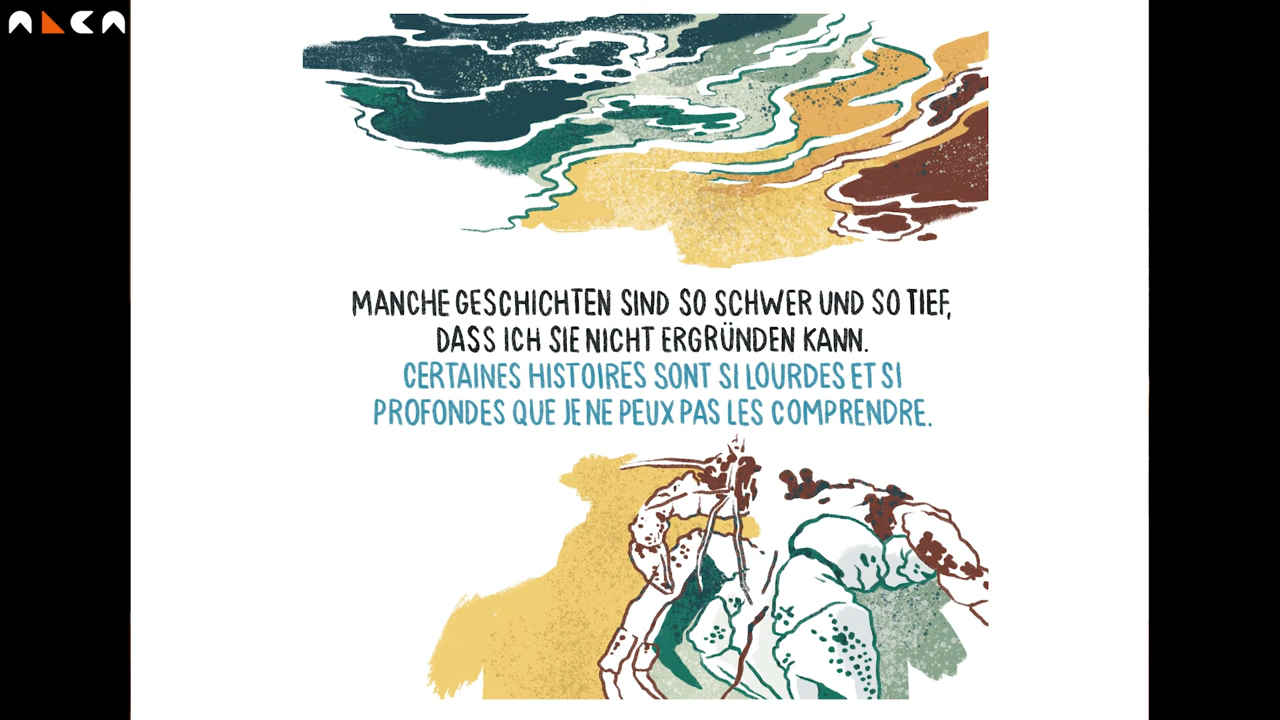 ALCA
MANCHE GESCHICHTEN SIND SO SCHWER UND SO TIEF,
DASS ICH SIE NICHT ERGRÜNDEN KANN.
CERTAINES HISTOIRES SONT SI LOURDES ET SI
PROFONDES QUE JE NE PEUX PAS LES COMPRENDRE.